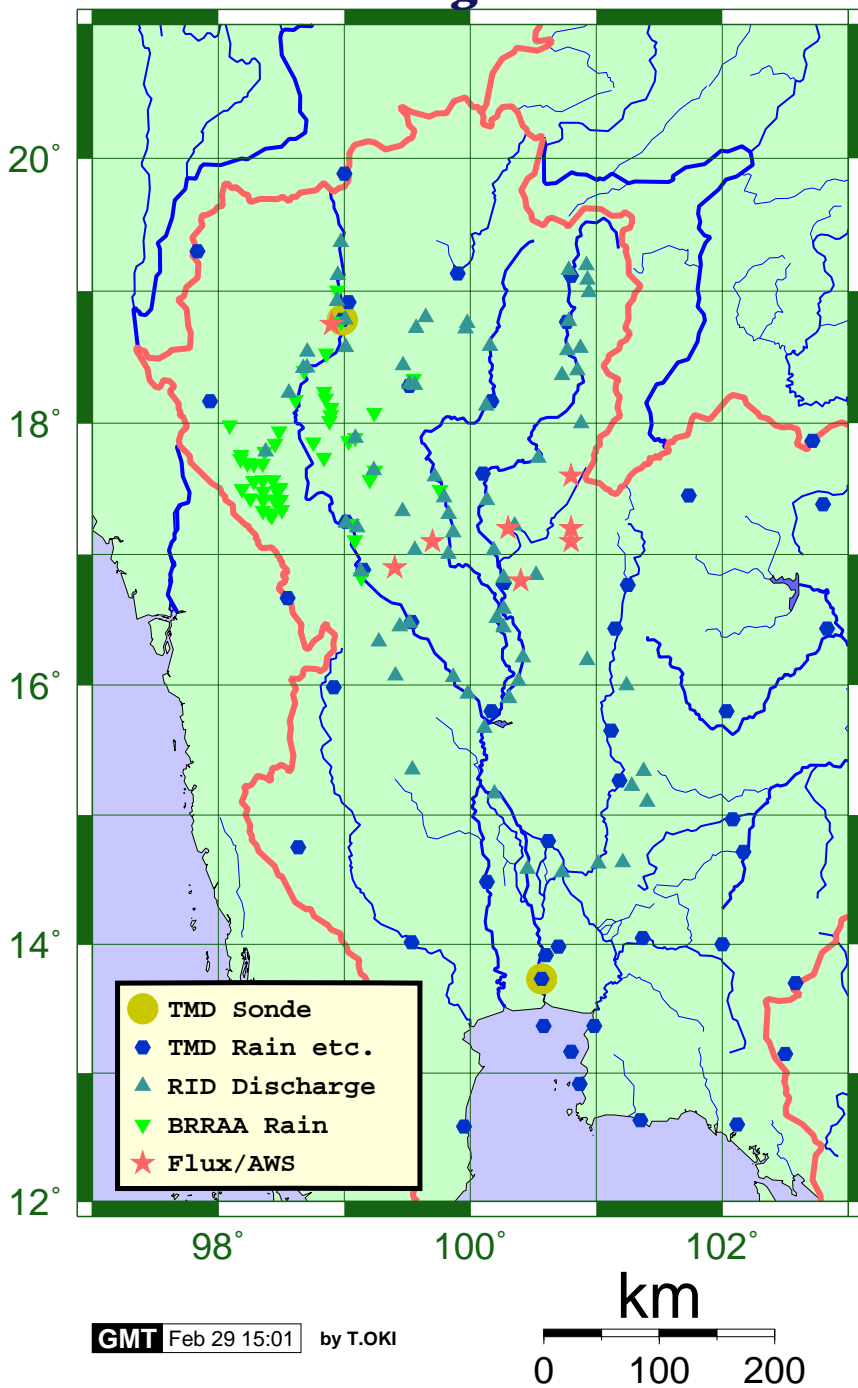 20°
18°
16°
14°
12°
TMD Sonde
TMD Rain etc.
RID Discharge
BRRAA Rain
Flux/AWS
98° 100° 102°
km
GMT Feb 29 15:01 by T.OKI
0 100 200